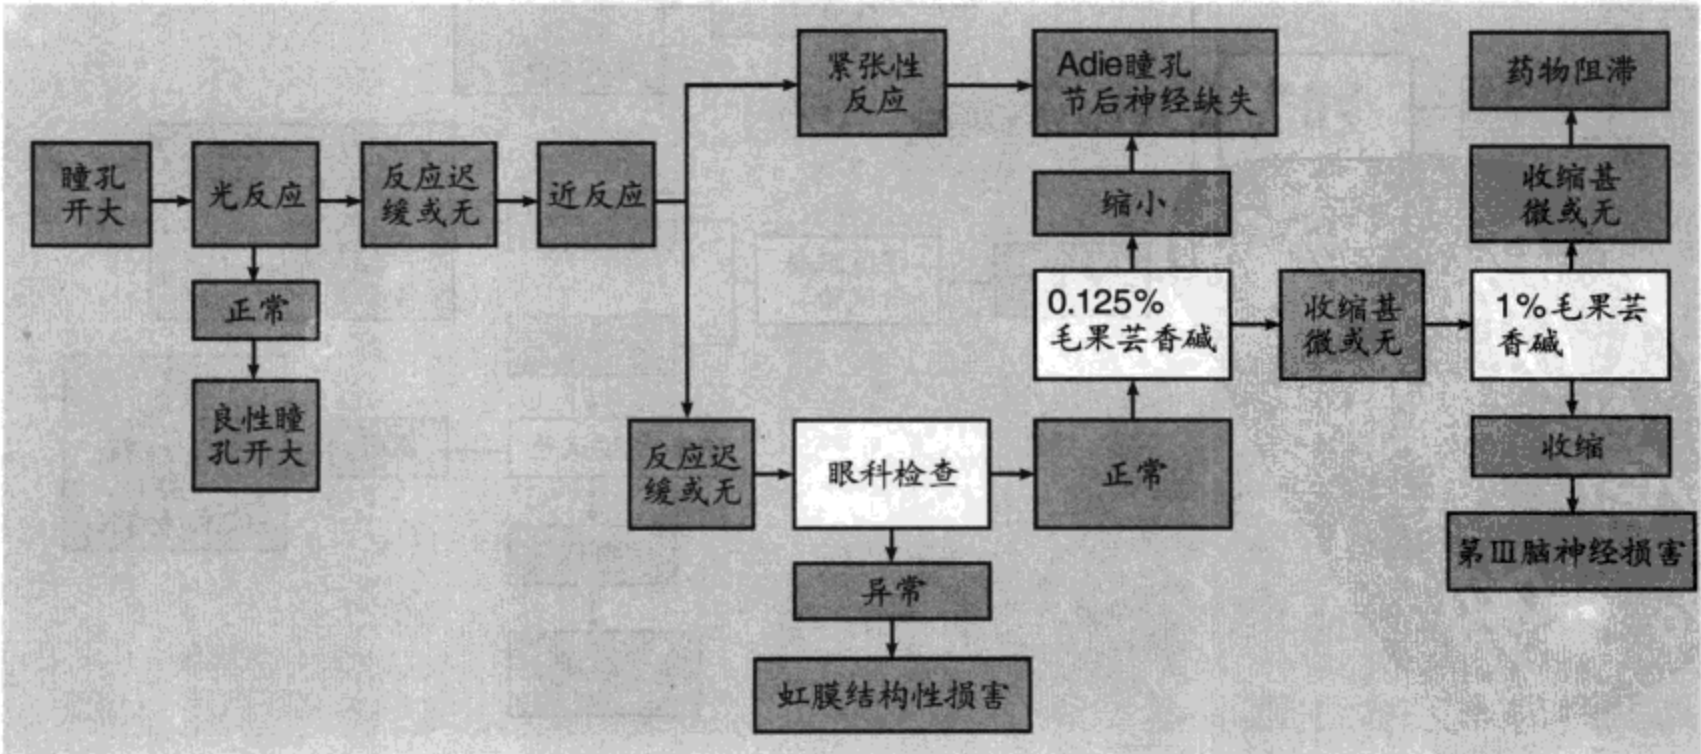 瞳孔
开大
光反应
正常
良性瞳
孔开大
反应迟
缓或无
近反应
紧张性
反应
Adie瞳孔
节后神经缺失
缩小
0.125%
毛果芸香碱
反应迟
缓或无
眼科检查
正常
异常
虹膜结构性损害
收缩甚
微或无
1%毛果芸
香碱
收缩甚
微或无
药物阻滞
收缩
第Ⅲ脑神经损害